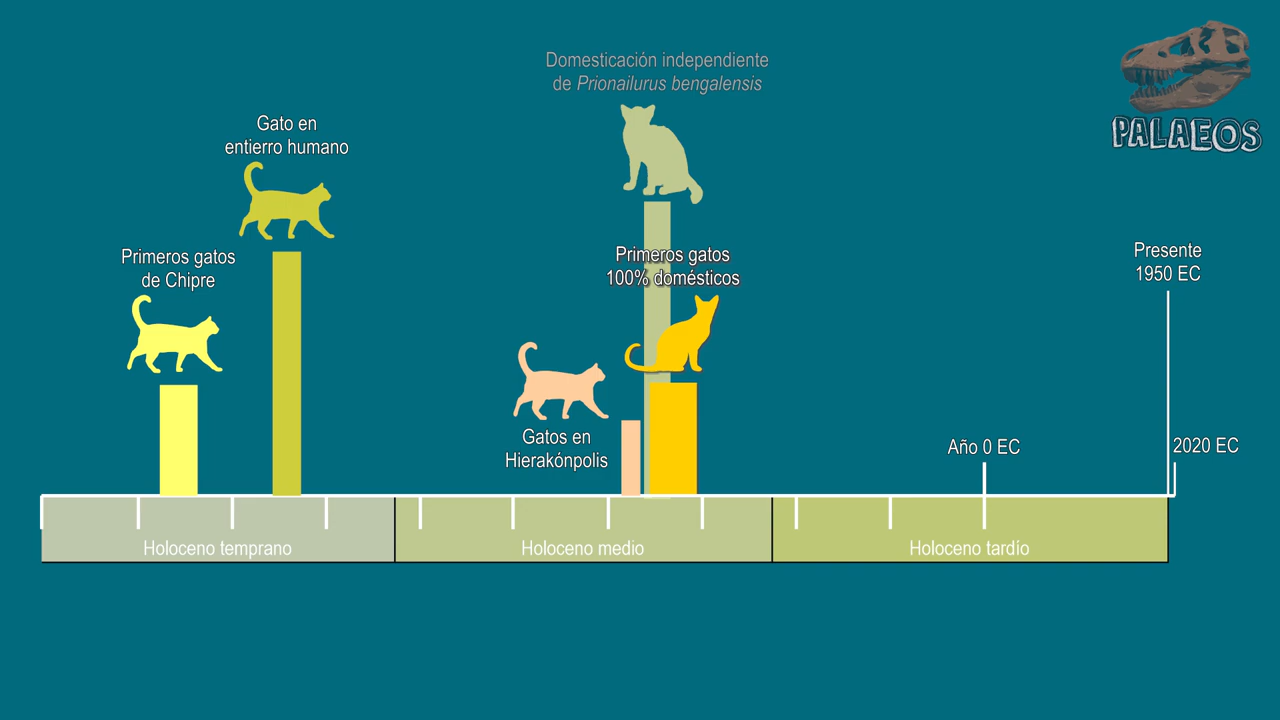 Domesticación independiente
de Prionailurus bengalensis
PALAEOS
Gato en
entierro humano
Primeros gatos
de Chipre
Primeros gatos
100% domésticos
Presente
1950 EC
Gatos en
Hierakónpolis
Año 0 EC
2020 EC
Holoceno temprano
Holoceno medio
Holoceno tardío